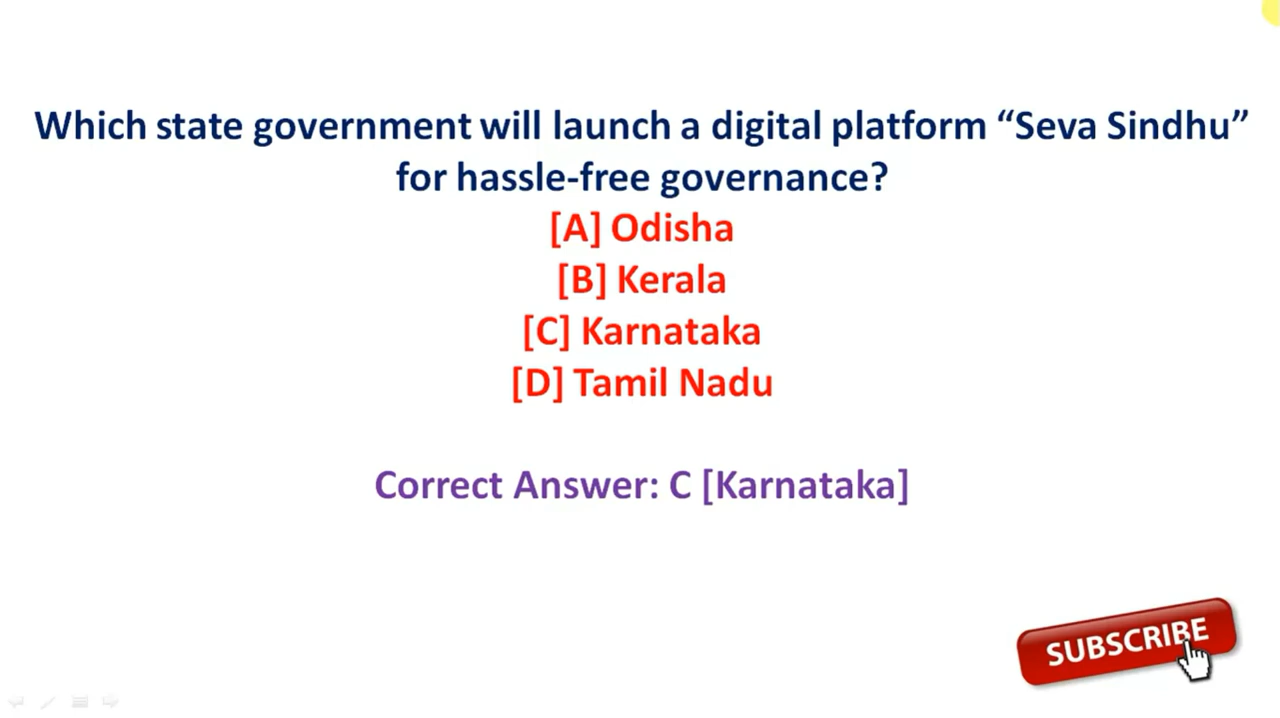 Which state government will launch a digital platform “Seva Sindhu”
for hassle-free governance?
[A] Odisha
[B] Kerala
[C] Karnataka
[D] Tamil Nadu
Correct Answer: C [Karnataka]
SUBSCRIBE